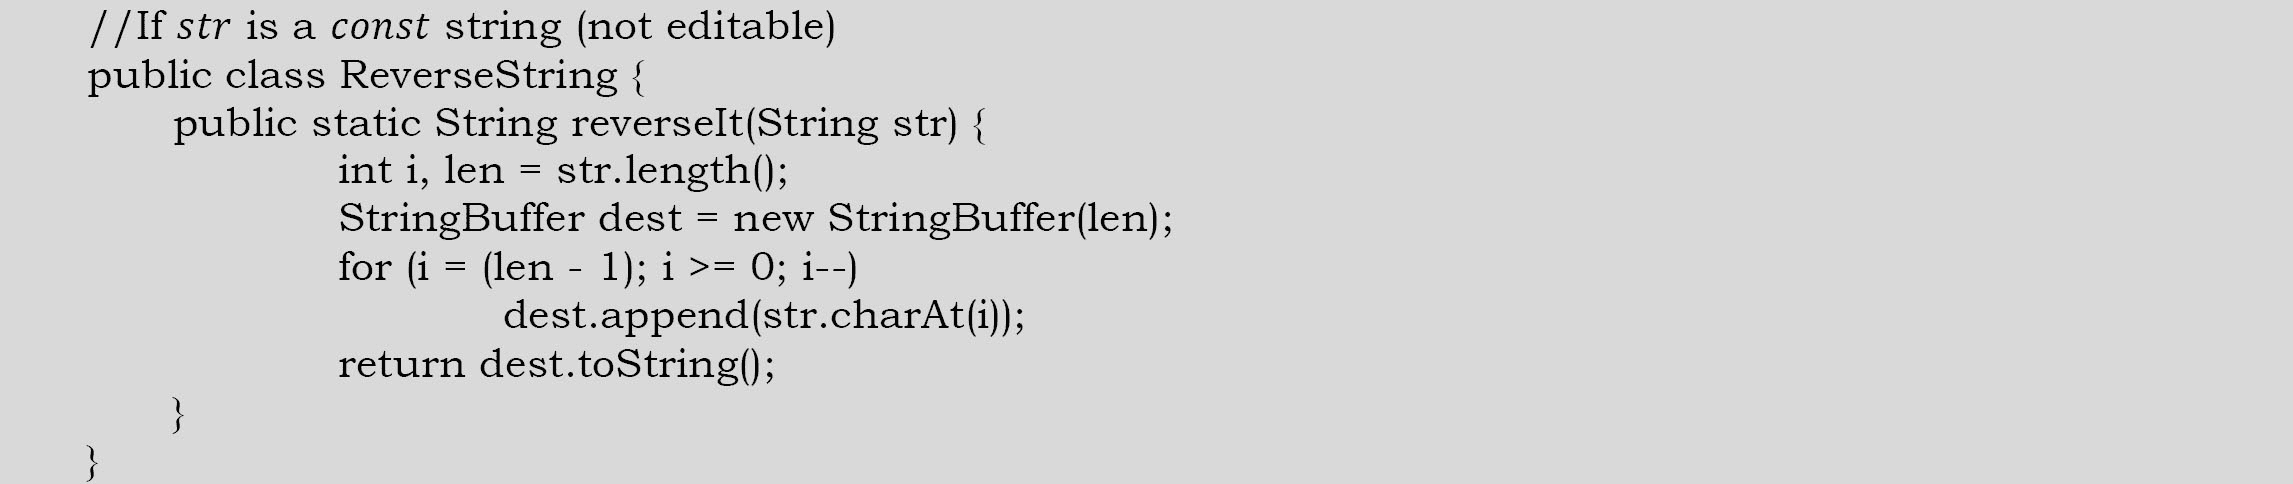 //If str is a const string (not editable)
public class ReverseString {
public static String reverseIt(String str) {
int i, len = str.length();
StringBuffer dest = new StringBuffer(len);
for (i = (len - 1); i >= 0; i--)
dest.append(str.charAt(i));
return dest.toString();
}
}